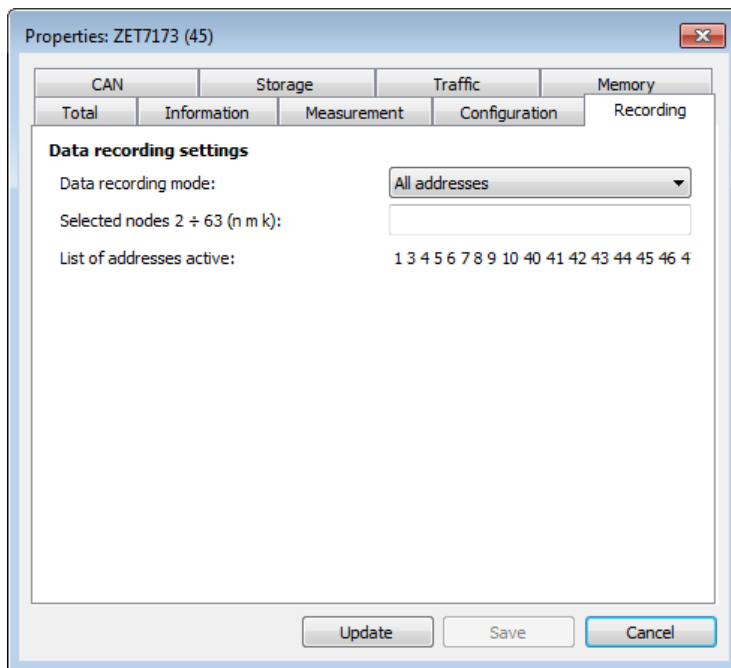 Properties: ZET7173 (45)
CAN Storage Traffic Memory
Total Information Measurement Configuration Recording
Data recording settings
Data recording mode: All addresses
Selected nodes 2 ÷ 63 (n m k):
List of addresses active: 1 3 4 5 6 7 8 9 10 40 41 42 43 44 45 46
Update Save Cancel